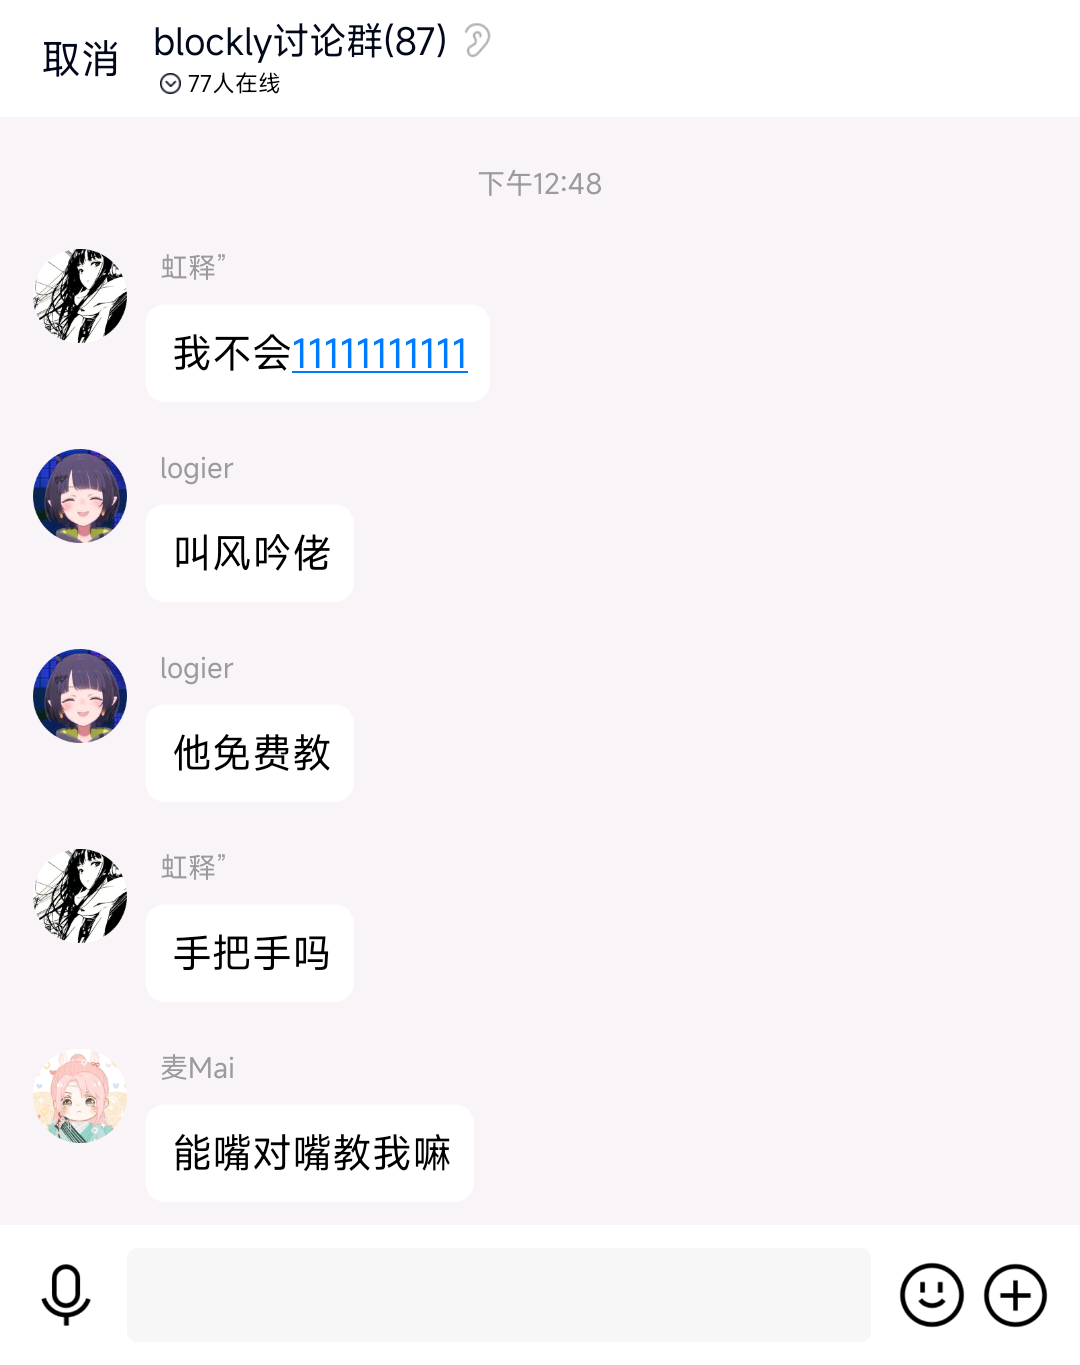 取消
blockly讨论群(87)
77人在线
下午12:48
虹释”
我不会11111111111
logier
叫风吟佬
logier
他免费教
虹释”
手把手吗
麦Mai
能嘴对嘴教我嘛